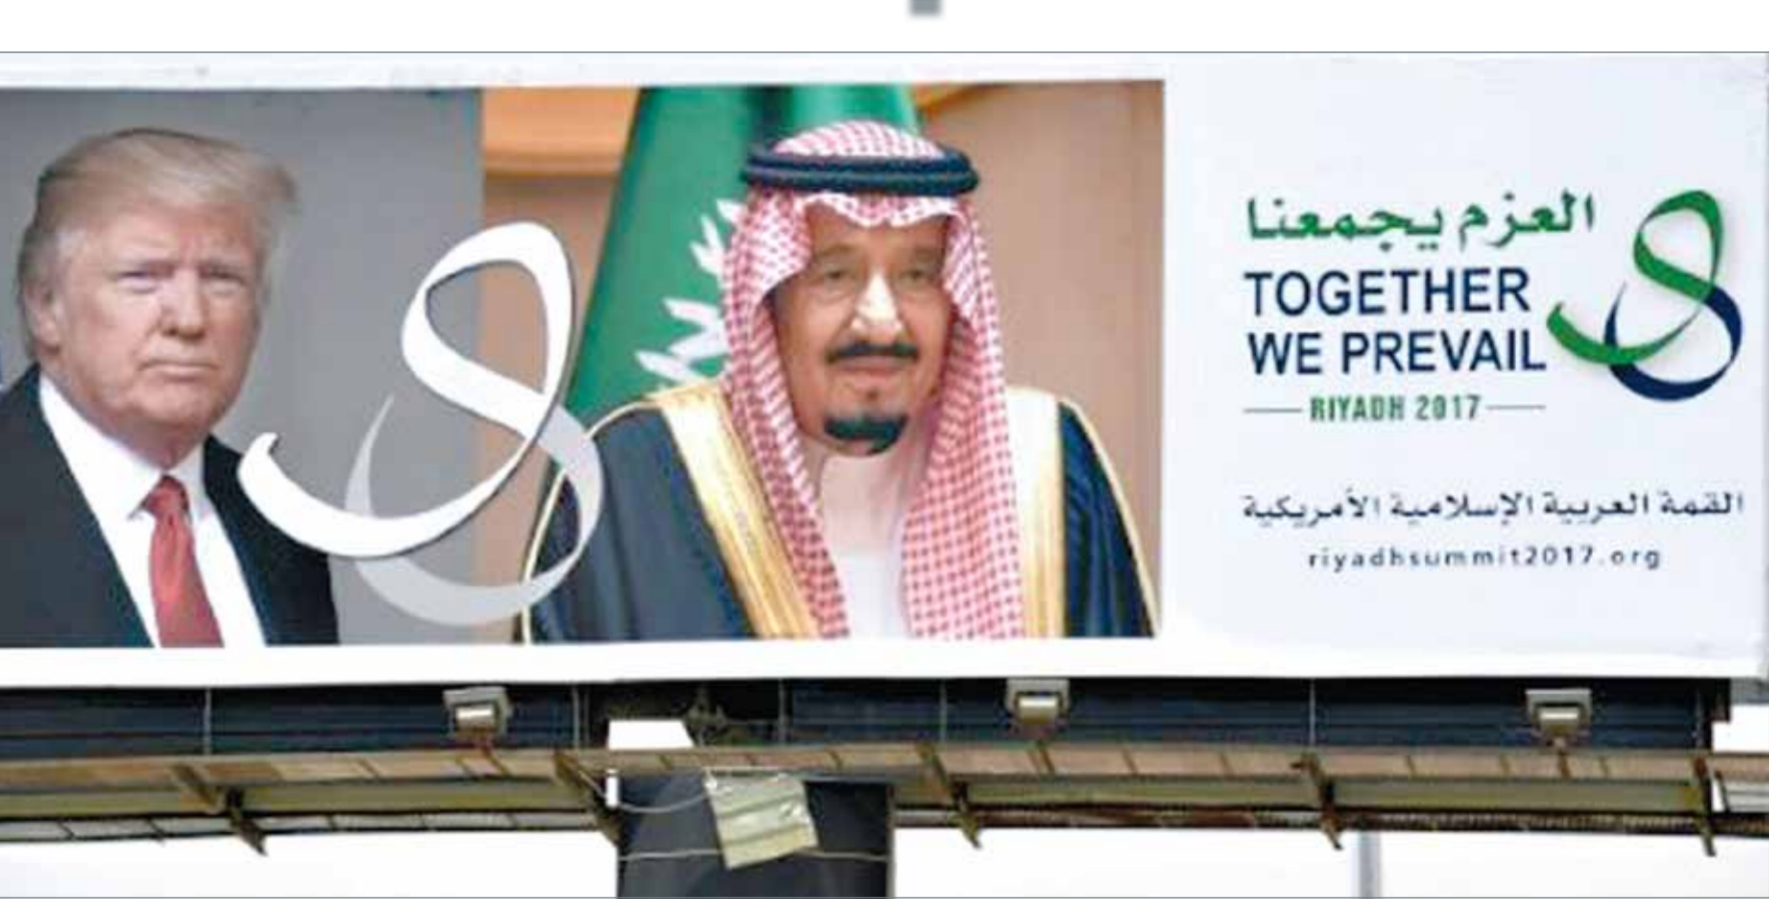 العزم يجمعنا
TOGETHER
WE PREVAIL
RIYADH 2017
القمة العربية الإسلامية الأمريكية
riyadhsummit2017.org